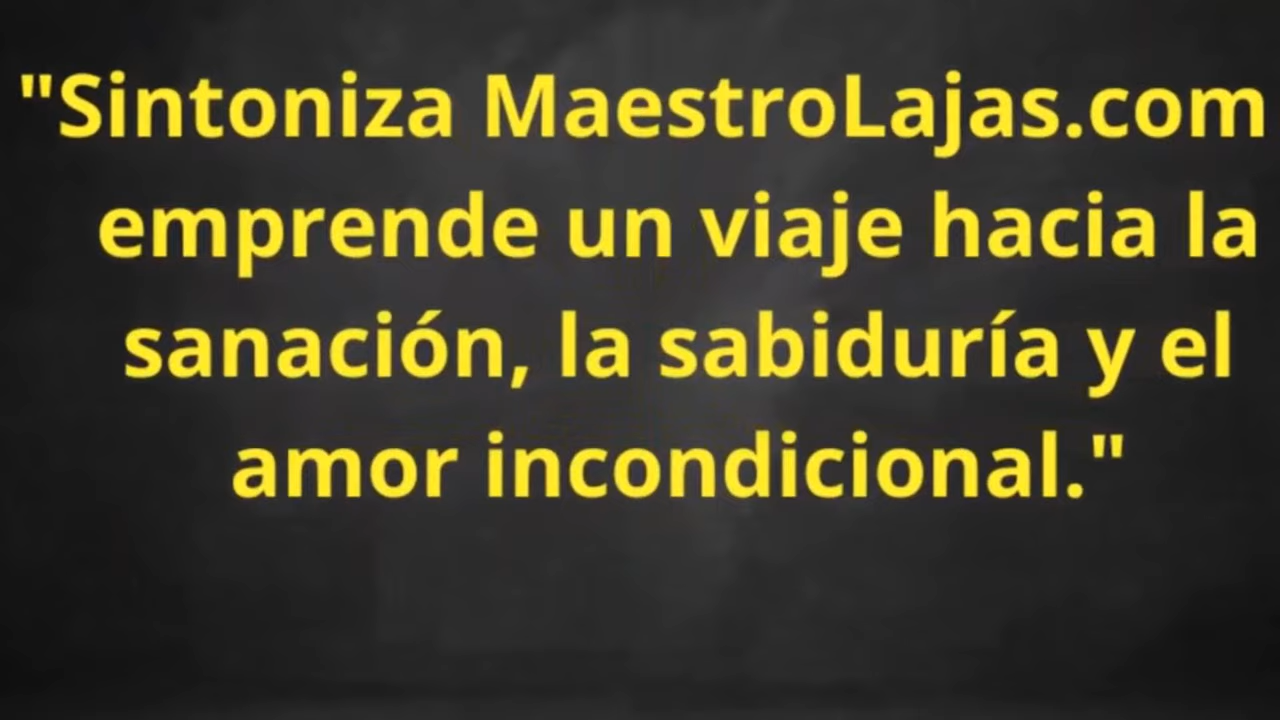 "Sintoniza MaestroLajas.com
emprende un viaje hacia la
sanación, la sabiduría y el
amor incondicional."